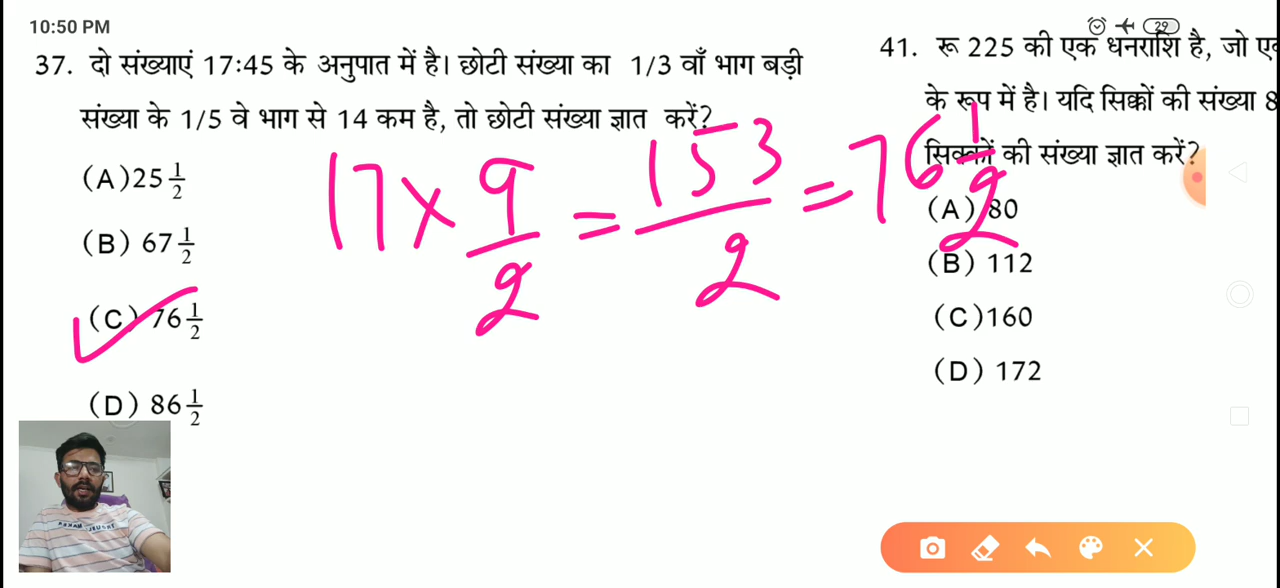 10:50 PM
29
37. दो संख्याएं 17:45 के अनुपात में है। छोटी संख्या का 1/3 वाँ भाग बड़ी
संख्या के 1/5 वे भाग से 14 कम है, तो छोटी संख्या ज्ञात करें?
(A) 25 1/2
(B) 67 1/2
(C) 76 1/2
(D) 86 1/2
17 × 9/2 = 153/2 = 76 1/2
41. रू 225 की एक धनराशि है, जो
के रूप में है। यदि सिक्कों की संख्या 8
सिक्कों की संख्या ज्ञात करें?
(A) 80
(B) 112
(C) 160
(D) 172